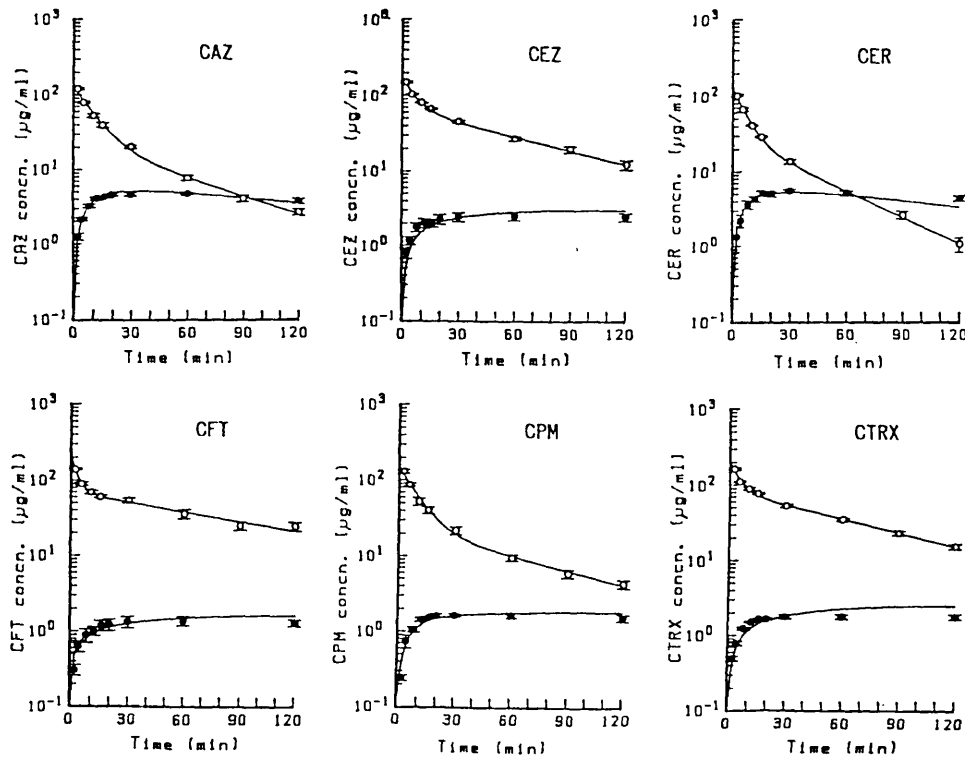 CAZ
CAZ concn. (µg/ml)
10³
10²
10¹
10⁰
10⁻¹
0 30 60 90 120
Time (min)
CEZ
CEZ concn. (µg/ml)
10²
10¹
10⁰
10⁻¹
0 30 60 90 120
Time (min)
CER
CER concn. (µg/ml)
10³
10²
10¹
10⁰
10⁻¹
0 30 60 90 120
Time (min)
CFT
CFT concn. (µg/ml)
10³
10²
10¹
10⁰
10⁻¹
0 30 60 90 120
Time (min)
CPM
CPM concn. (µg/ml)
10³
10²
10¹
10⁰
10⁻¹
0 30 60 90 120
Time (min)
CTRX
CTRX concn. (µg/ml)
10³
10²
10¹
10⁰
10⁻¹
0 30 60 90 120
Time (min)